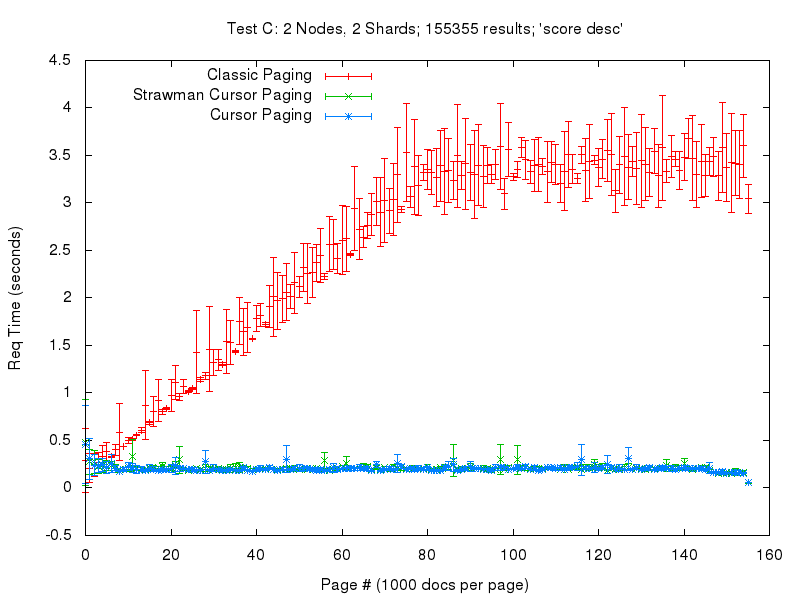 Test C: 2 Nodes, 2 Shards; 155355 results; 'score desc'
4.5
4
3.5
3
2.5
2
1.5
1
0.5
0
-0.5
Req Time (seconds)
Classic Paging
Strawman Cursor Paging
Cursor Paging
0 20 40 60 80 100 120 140 160
Page # (1000 docs per page)